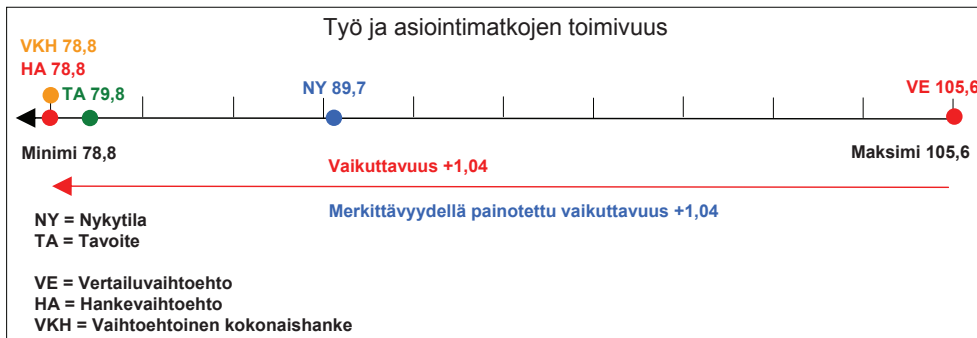 Työ ja asiointimatkojen toimivuus
VKH 78,8
HA 78,8
TA 79,8
NY 89,7
VE 105,6
Minimi 78,8
Maksimi 105,6
Vaikuttavuus +1,04
Merkittävyydellä painotettu vaikuttavuus +1,04
NY = Nykytila
TA = Tavoite
VE = Vertailuvaihtoehto
HA = Hankevaihtoehto
VKH = Vaihtoehtoinen kokonaishanke